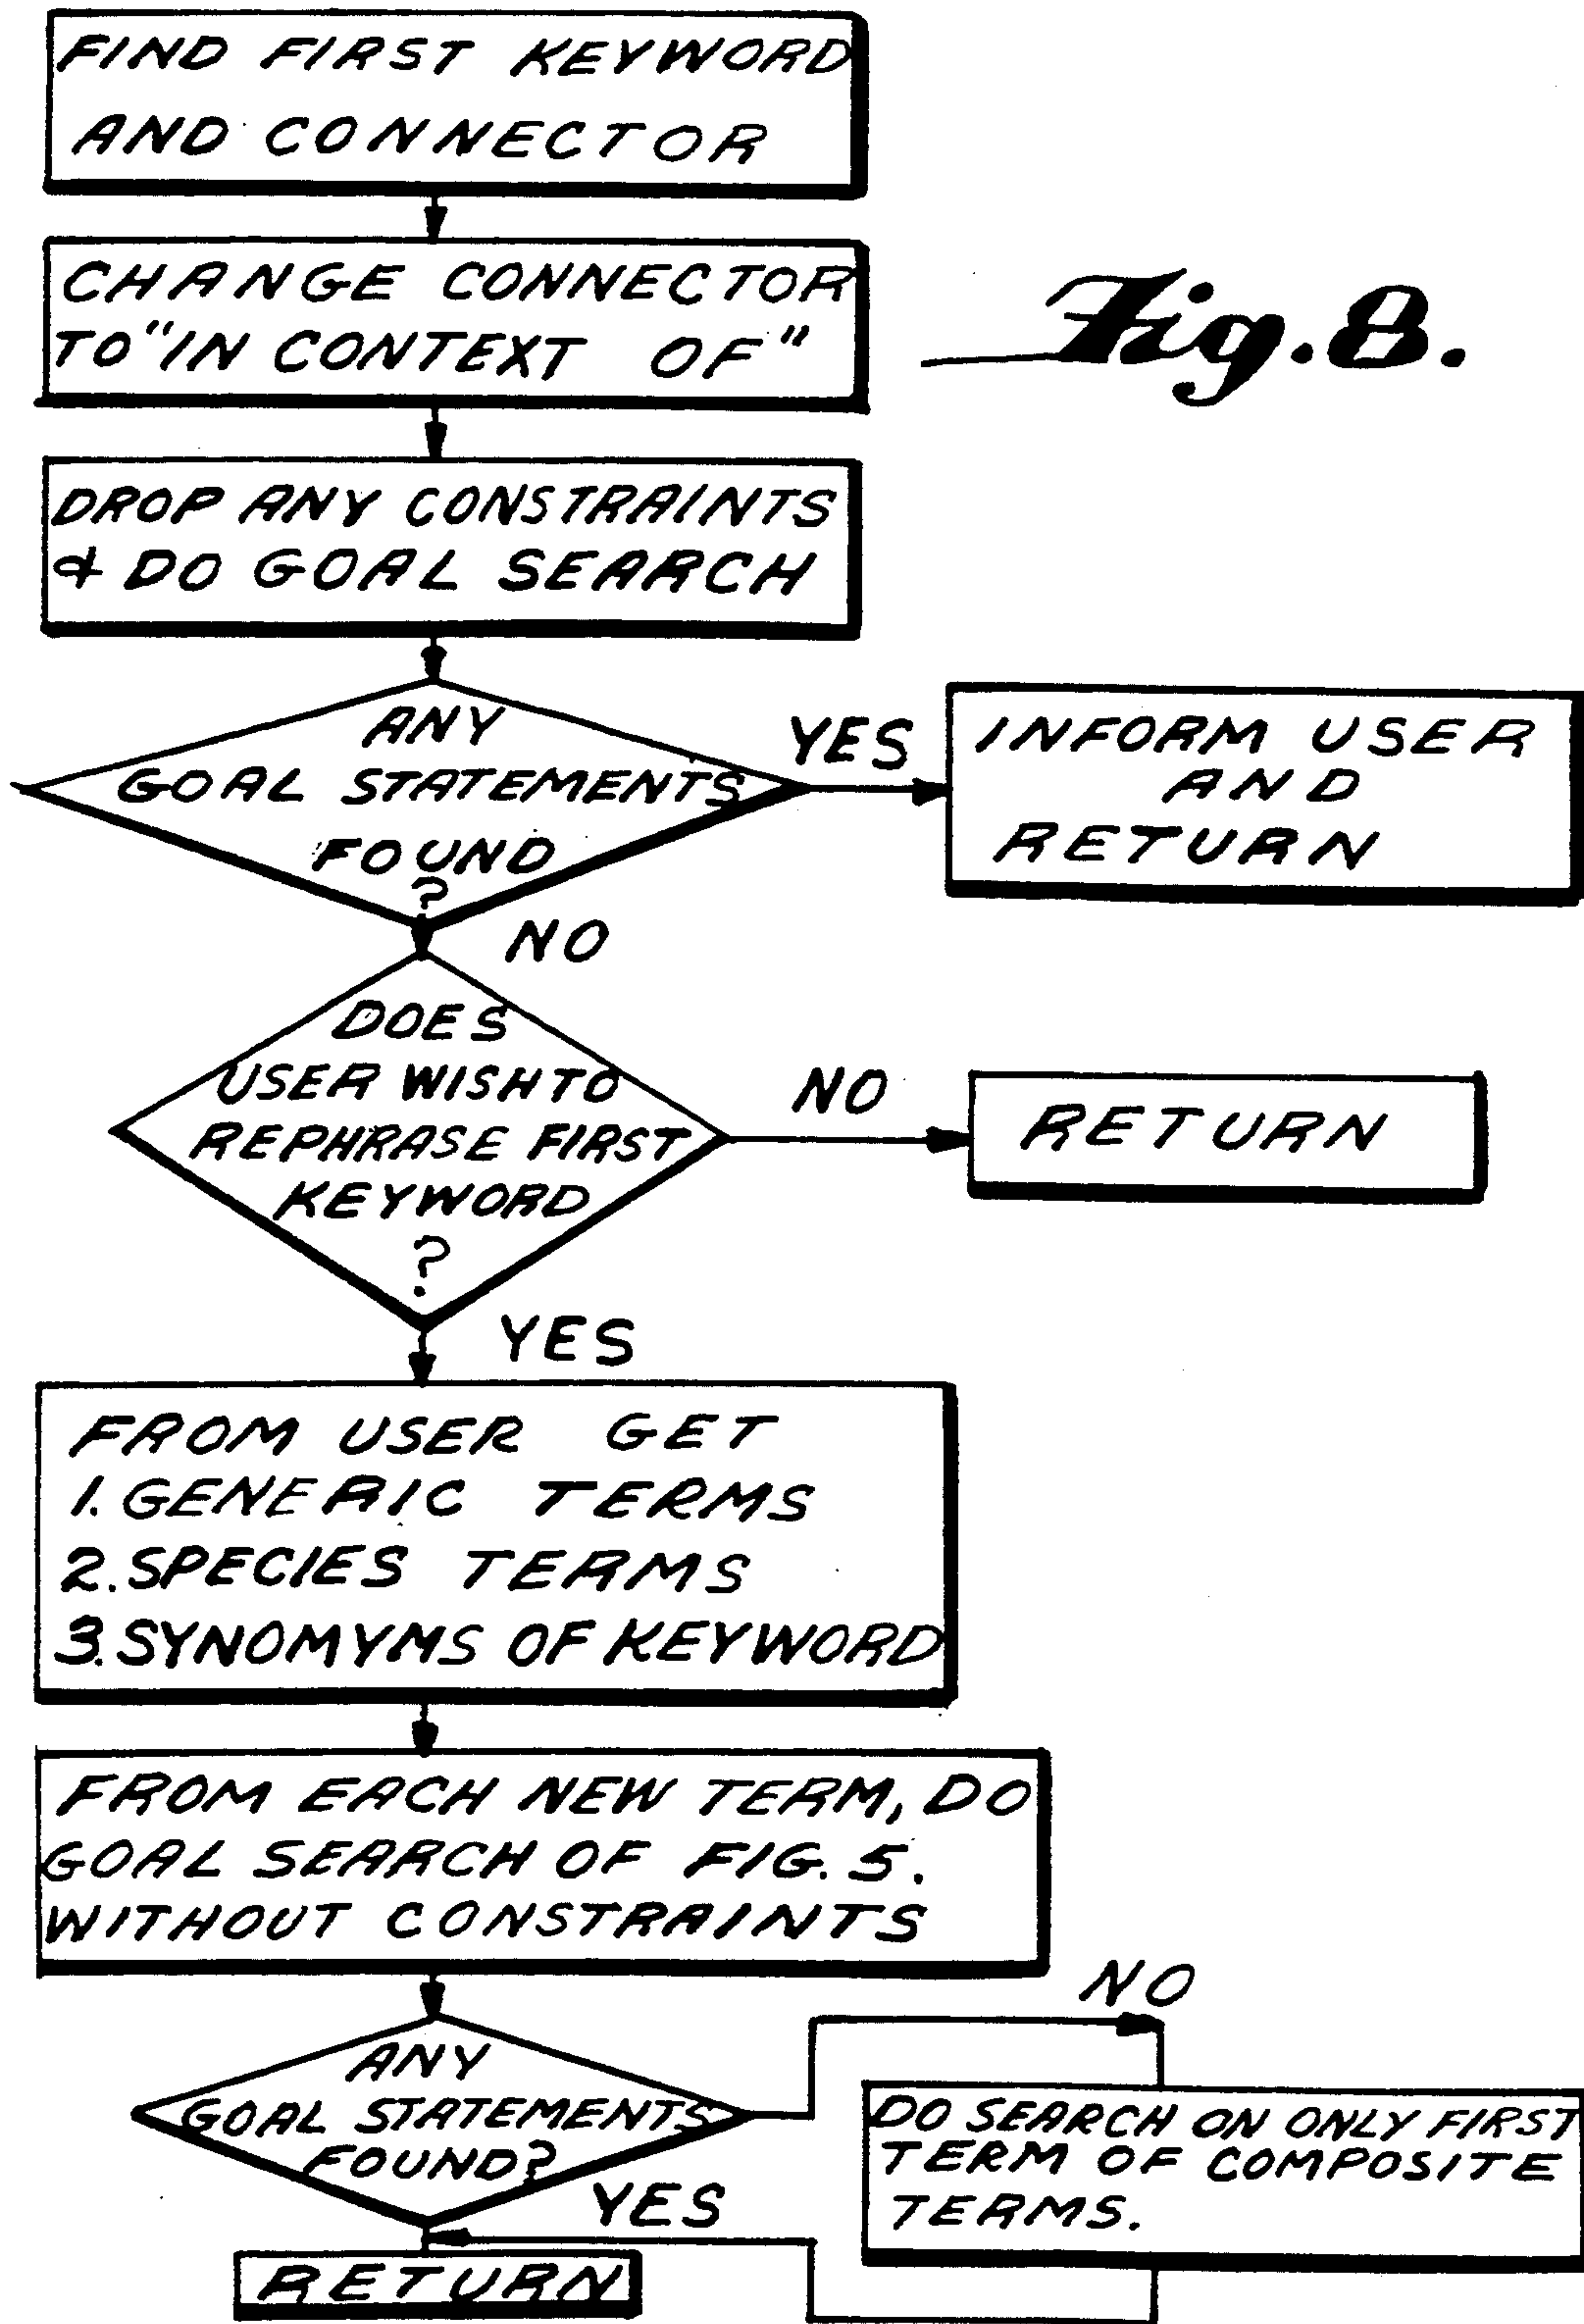 FIND FIRST KEYWORD
AND CONNECTOR
CHANGE CONNECTOR
TO "IN CONTEXT OF"
Fig. 8.
DROP ANY CONSTRAINTS
& DO GOAL SEARCH
ANY
GOAL STATEMENTS
FOUND
?
YES
INFORM USER
AND
RETURN
NO
DOES
USER WISH TO
REPHRASE FIRST
KEYWORD
?
NO
RETURN
YES
FROM USER GET
1. GENERIC TERMS
2. SPECIES TERMS
3. SYNOMYMS OF KEYWORD
FROM EACH NEW TERM, DO
GOAL SEARCH OF FIG. 5.
WITHOUT CONSTRAINTS
ANY
GOAL STATEMENTS
FOUND?
NO
DO SEARCH ON ONLY FIRST
TERM OF COMPOSITE
TERMS.
YES
RETURN